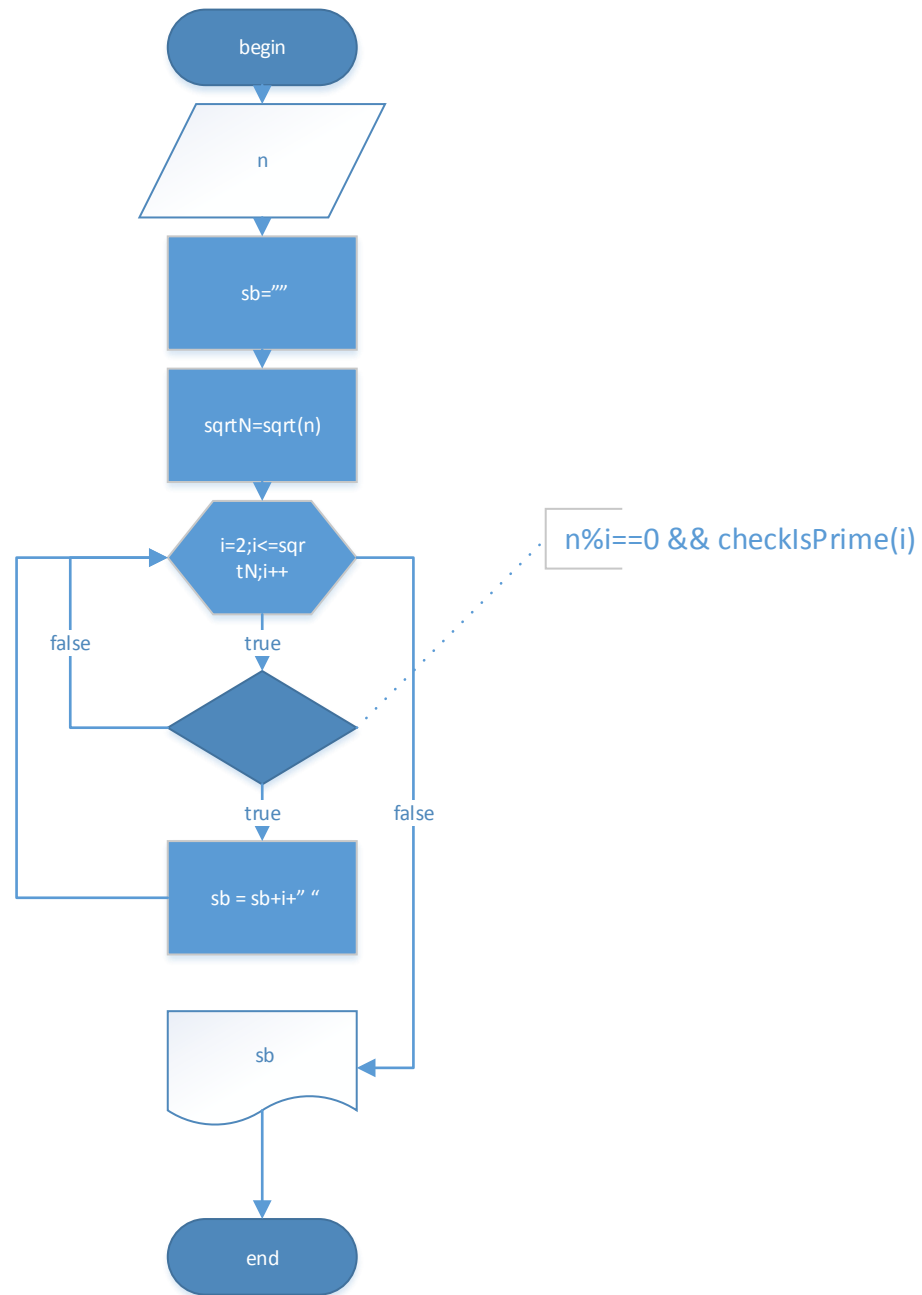 begin
n
sb=””
sqrtN=sqrt(n)
i=2;i<=sqr
tN;i++
n%i==0 && checkIsPrime(i)
false
true
true
false
sb = sb+i+” “
sb
end